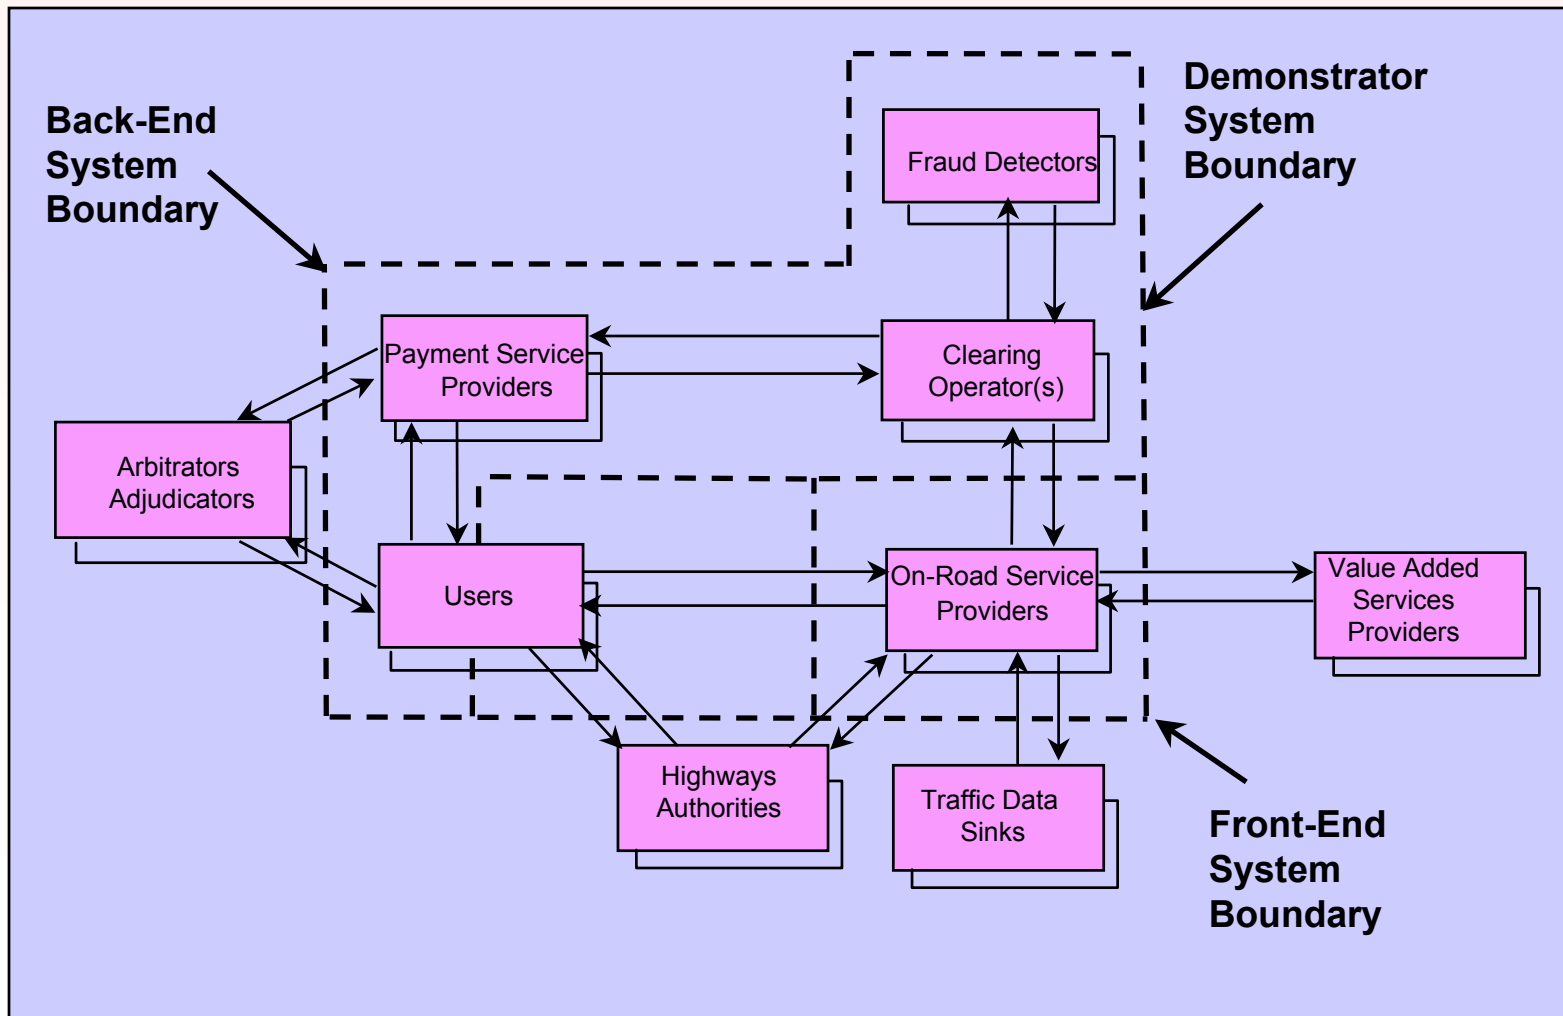 Back-End
System
Boundary
Demonstrator
System
Boundary
Fraud Detectors
Payment Service
Providers
Clearing
Operator(s)
Arbitrators
Adjudicators
Users
On-Road Service
Providers
Value Added
Services
Providers
Highways
Authorities
Traffic Data
Sinks
Front-End
System
Boundary